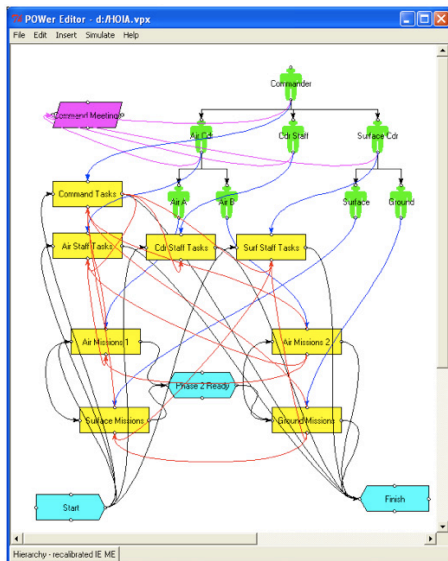 POWer Editor - d:/HOIA.vpx
File Edit Insert Simulate Help
Commander
Command Meeting
Air Cdr
Cdr Staff
Surface Cdr
Command Tasks
Air A
Air B
Surface
Ground
Air Staff Tasks
Cdr Staff Tasks
Surf Staff Tasks
Air Missions 1
Air Missions 2
Phase 2 Ready
Surface Missions
Ground Missions
Start
Finish
Hierarchy - recalibrated IE ME